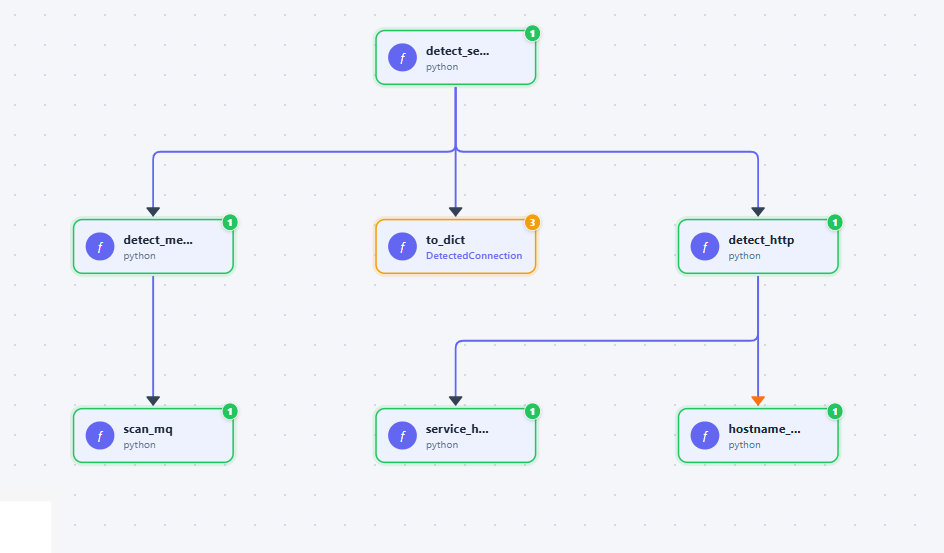 1
f detect_se...
python
1
f detect_me...
python
3
f to_dict
DetectedConnection
1
f detect_http
python
1
f scan_mq
python
1
f service_h...
python
1
f hostname_...
python